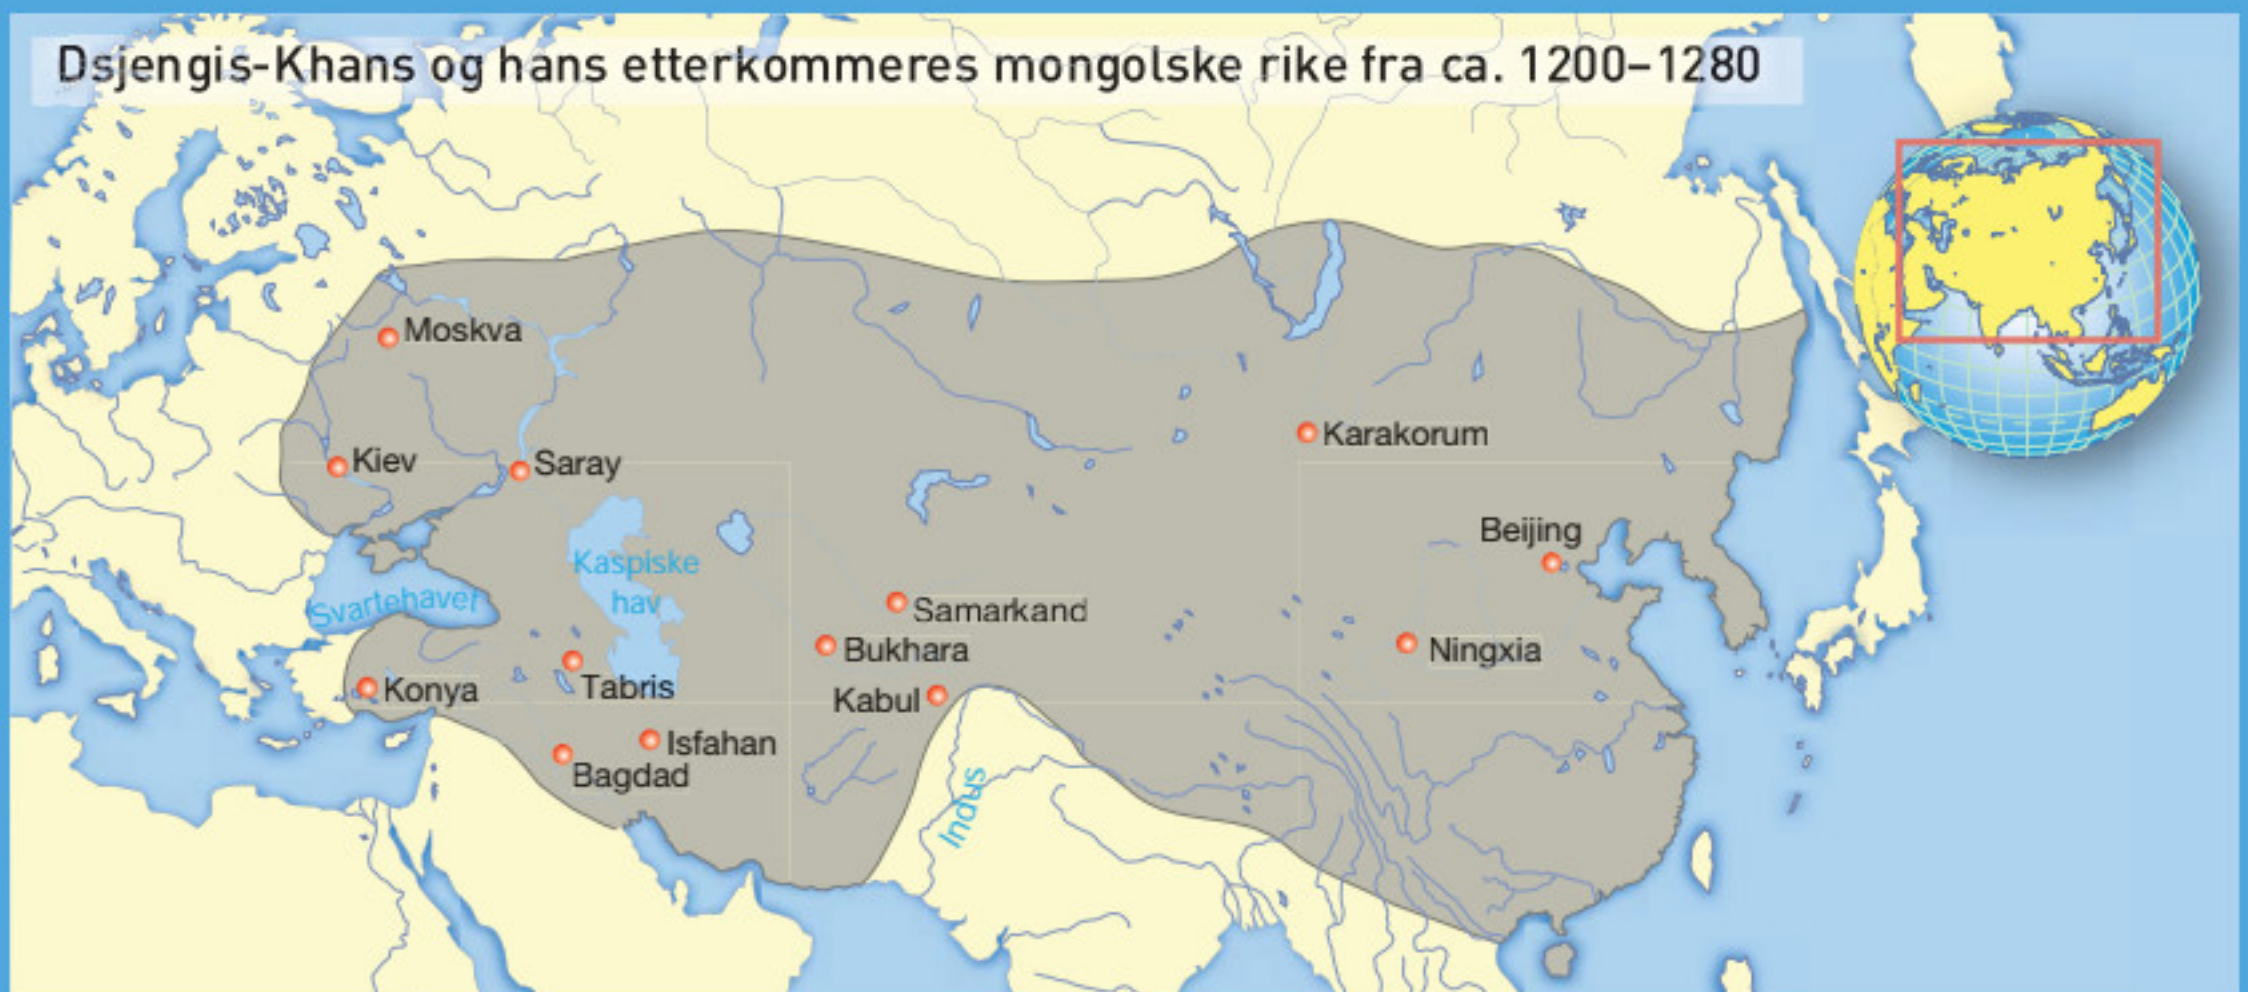 Dsjengis-Khans og hans etterkommeres mongolske rike fra ca. 1200–1280
Moskva
Karakorum
Kiev
Saray
Beijing
Kaspiske
hav
Svartehavet
Samarkand
Bukhara
Ningxia
Konya
Tabris
Kabul
Isfahan
Bagdad
Indus